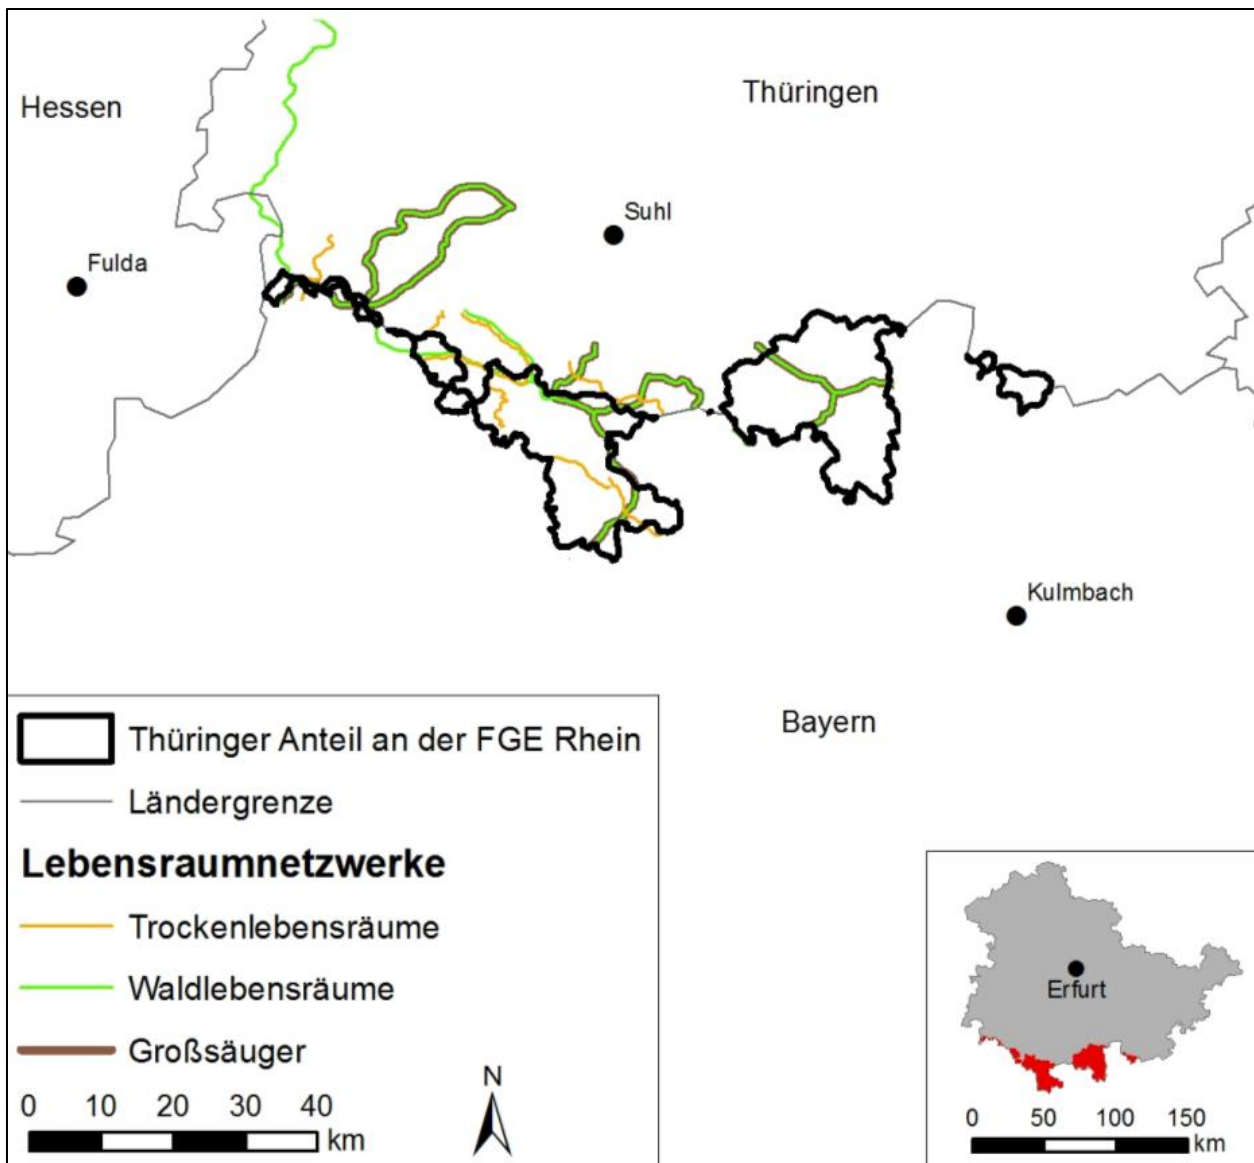 Hessen
Thüringen
Suhl
Fulda
Kulmbach
Bayern
Thüringer Anteil an der FGE Rhein
Ländergrenze
Lebensraumnetzwerke
Trockenlebensräume
Waldlebensräume
Großsäuger
0 10 20 30 40
km
N
Erfurt
0 50 100 150
km